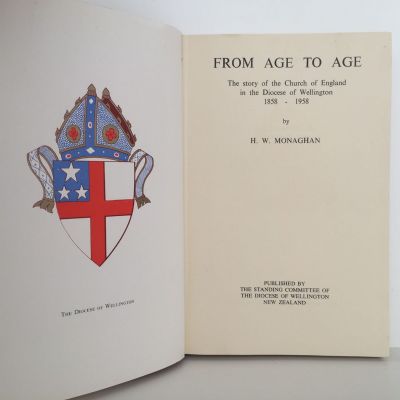 THE DIOCESE OF WELLINGTON
FROM AGE TO AGE
The story of the Church of England
in the Diocese of Wellington
1858 - 1958
by
H. W. MONAGHAN
PUBLISHED BY
THE STANDING COMMITTEE OF
THE DIOCESE OF WELLINGTON
NEW ZEALAND